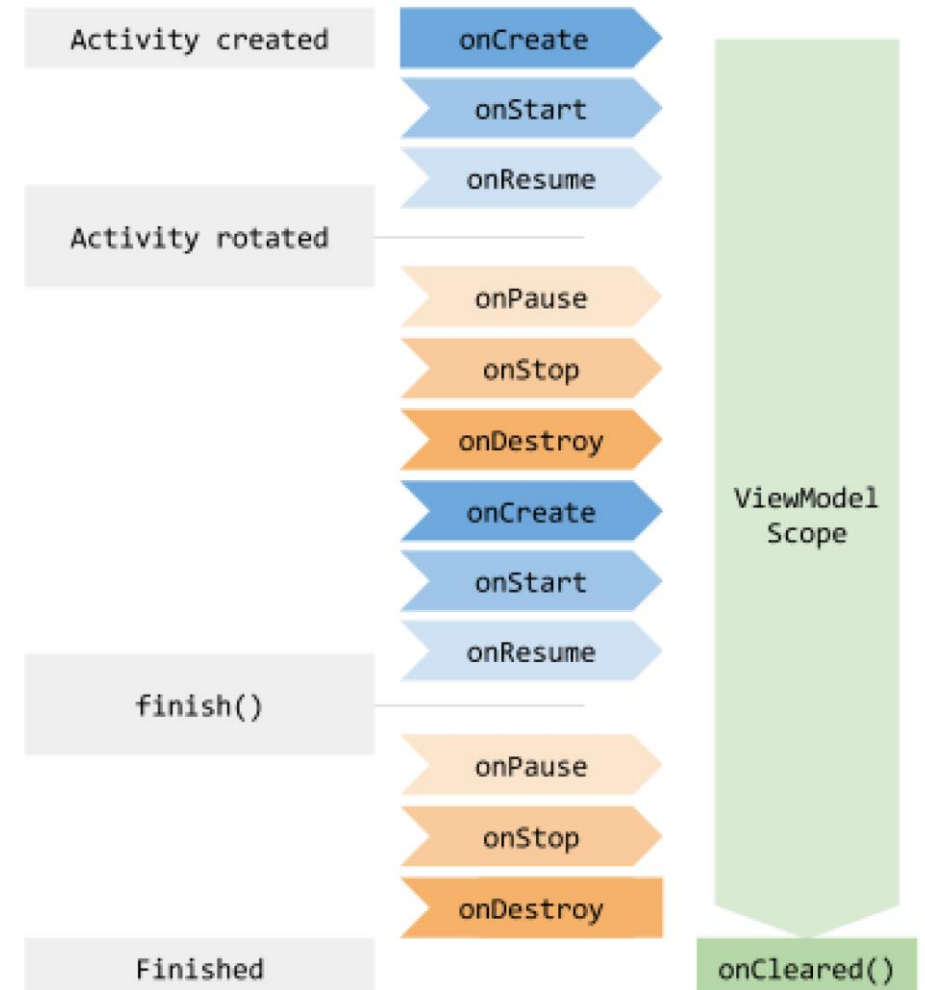 Activity created
onCreate
onStart
onResume
Activity rotated
onPause
onStop
onDestroy
onCreate
ViewModel
Scope
onStart
onResume
finish()
onPause
onStop
onDestroy
Finished
onCleared()